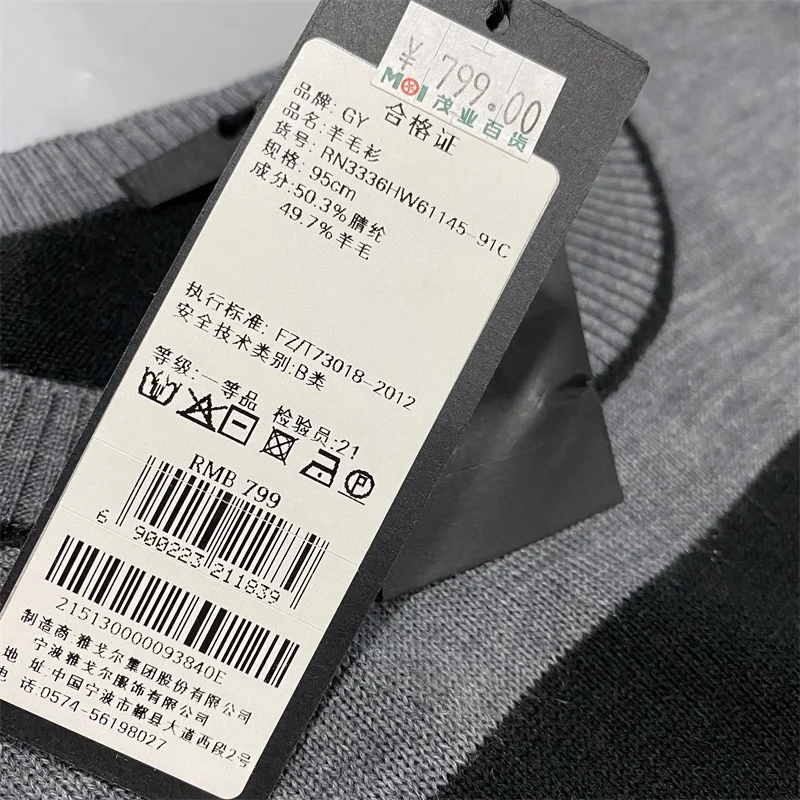 ¥ 799.00
MOI 茂业百货
合格证
品牌: GY
品名: 羊毛衫
货号: RN3336HW61145-91C
规格: 95cm
成分:50.3%腈纶
49.7%羊毛
执行标准: FZ/T73018-2012
安全技术类别:B类
等级: 一等品 检验员:21
P
RMB 799
6 900223 211839
215130000093840E
制造商:雅戈尔集团股份有限公司
宁波雅戈尔服饰有限公司
地 址:中国宁波市鄞县大道西段2号
电 话:0574-56198027